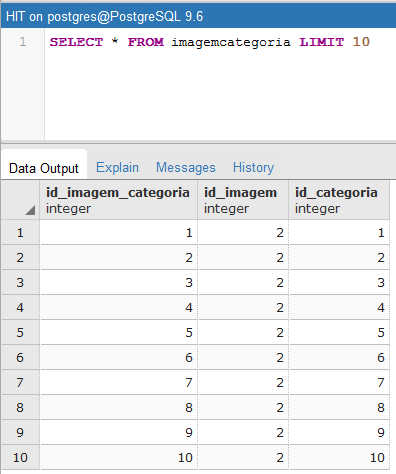 HIT on postgres@PostgreSQL 9.6
1 SELECT * FROM imagemcategoria LIMIT 10
Data Output Explain Messages History
id_imagem_categoria id_imagem id_categoria
integer integer integer
1 1 2 1
2 2 2 2
3 3 2 3
4 4 2 4
5 5 2 5
6 6 2 6
7 7 2 7
8 8 2 8
9 9 2 9
10 10 2 10